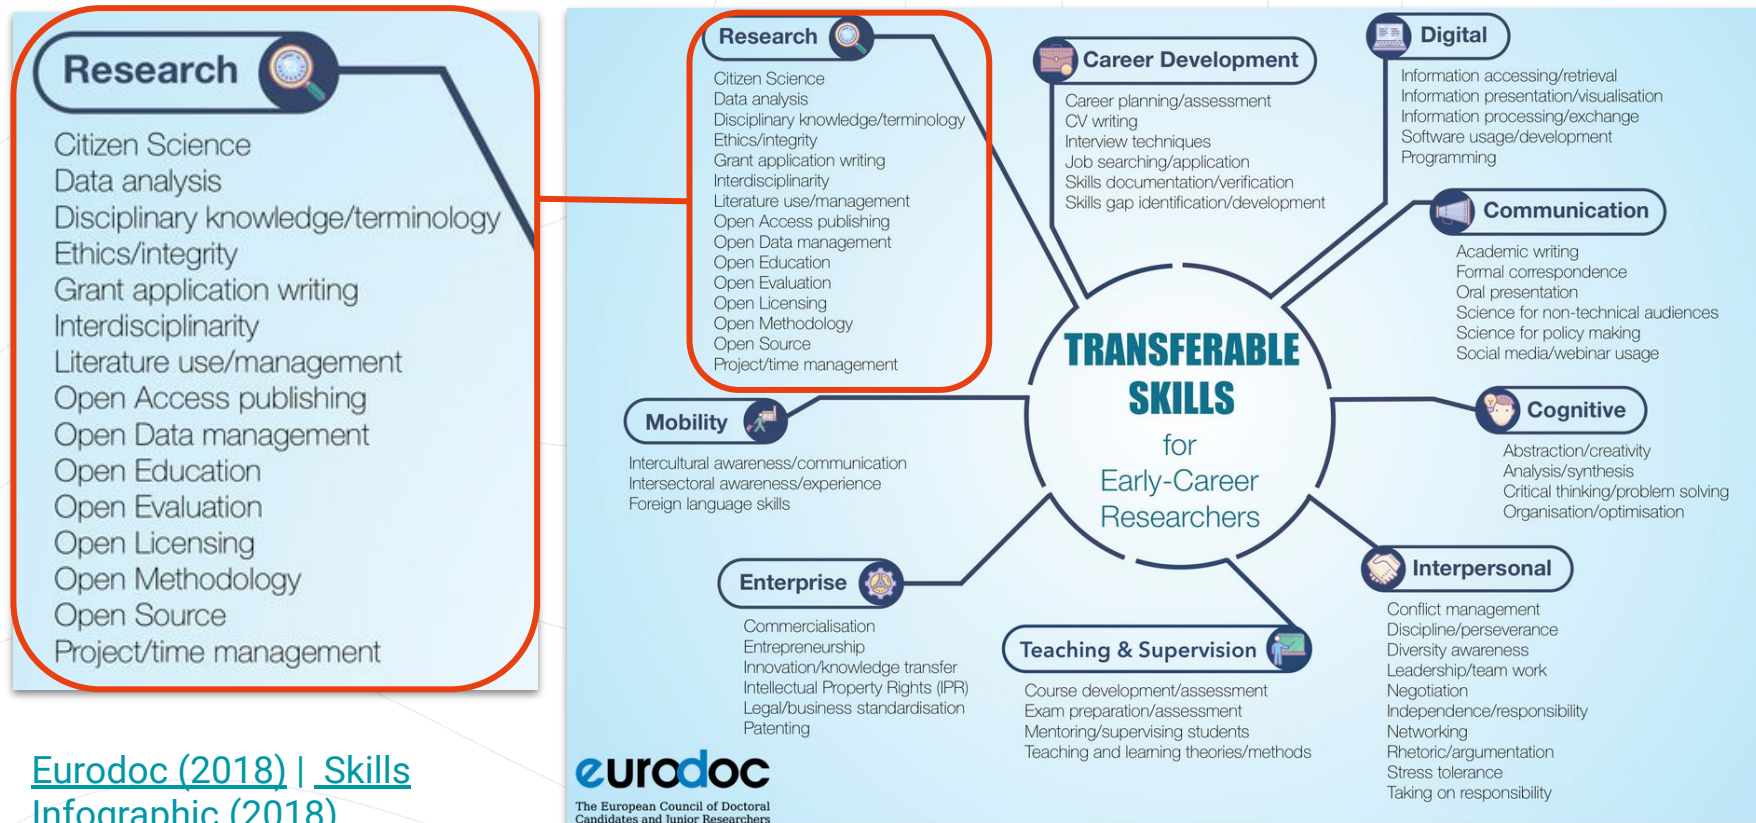 Research
Citizen Science
Data analysis
Disciplinary knowledge/terminology
Ethics/integrity
Grant application writing
Interdisciplinarity
Literature use/management
Open Access publishing
Open Data management
Open Education
Open Evaluation
Open Licensing
Open Methodology
Open Source
Project/time management
Eurodoc (2018) | Skills
Infographic (2018)
Research
Citizen Science
Data analysis
Disciplinary knowledge/terminology
Ethics/integrity
Grant application writing
Interdisciplinarity
Literature use/management
Open Access publishing
Open Data management
Open Education
Open Evaluation
Open Licensing
Open Methodology
Open Source
Project/time management
Career Development
Career planning/assessment
CV writing
Interview techniques
Job searching/application
Skills documentation/verification
Skills gap identification/development
Digital
Information accessing/retrieval
Information presentation/visualisation
Information processing/exchange
Software usage/development
Programming
Communication
Academic writing
Formal correspondence
Oral presentation
Science for non-technical audiences
Science for policy making
Social media/webinar usage
TRANSFERABLE
SKILLS
for
Early-Career
Researchers
Mobility
Intercultural awareness/communication
Intersectoral awareness/experience
Foreign language skills
Cognitive
Abstraction/creativity
Analysis/synthesis
Critical thinking/problem solving
Organisation/optimisation
Enterprise
Commercialisation
Entrepreneurship
Innovation/knowledge transfer
Intellectual Property Rights (IPR)
Legal/business standardisation
Patenting
Teaching & Supervision
Course development/assessment
Exam preparation/assessment
Mentoring/supervising students
Teaching and learning theories/methods
Interpersonal
Conflict management
Discipline/perseverance
Diversity awareness
Leadership/team work
Negotiation
Independence/responsibility
Networking
Rhetoric/argumentation
Stress tolerance
Taking on responsibility
eurodoc
The European Council of Doctoral
Candidates and Junior Researchers